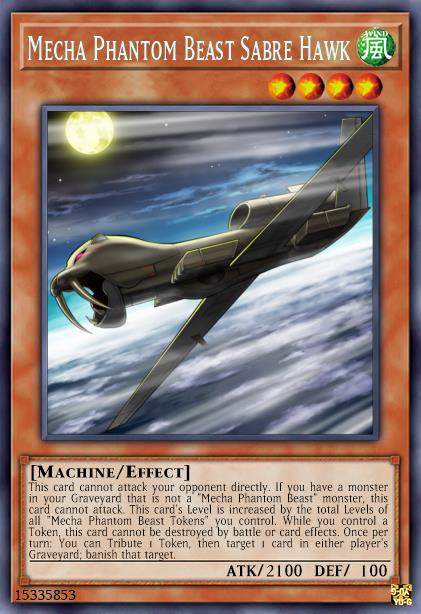 MECHA PHANTOM BEAST SABRE HAWK
WIND
風
[MACHINE/EFFECT]
This card cannot attack your opponent directly. If you have a monster
in your Graveyard that is not a "Mecha Phantom Beast" monster, this
card cannot attack. This card's Level is increased by the total Levels of
all "Mecha Phantom Beast Tokens" you control. While you control a
Token, this card cannot be destroyed by battle or card effects. Once per
turn: You can Tribute 1 Token, then target 1 card in either player's
Graveyard; banish that target.
ATK/2100 DEF/ 100
15335853